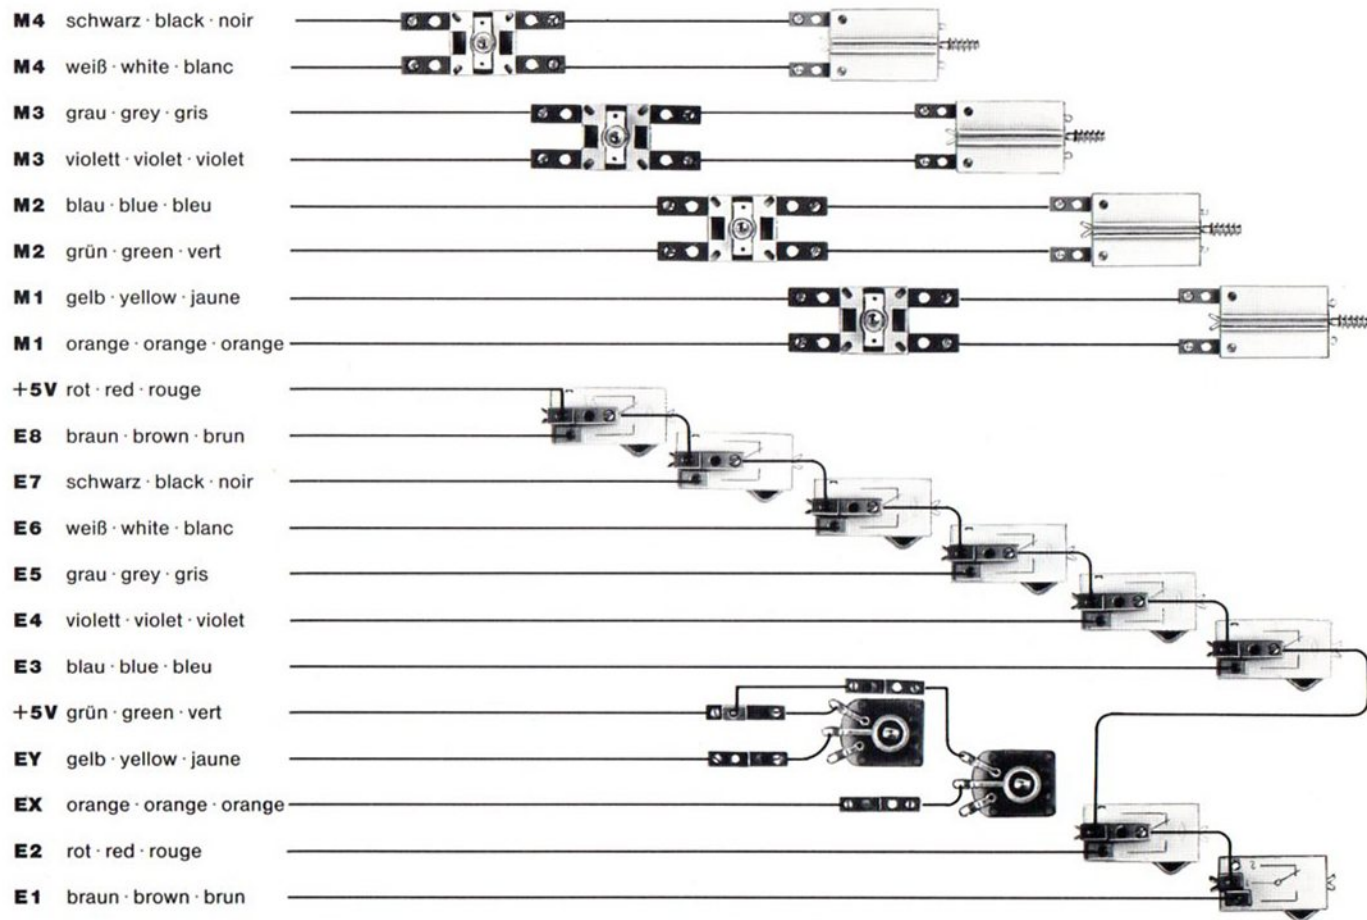 M4 schwarz · black · noir
M4 weiß · white · blanc
M3 grau · grey · gris
M3 violett · violet · violet
M2 blau · blue · bleu
M2 grün · green · vert
M1 gelb · yellow · jaune
M1 orange · orange · orange
+5V rot · red · rouge
E8 braun · brown · brun
E7 schwarz · black · noir
E6 weiß · white · blanc
E5 grau · grey · gris
E4 violett · violet · violet
E3 blau · blue · bleu
+5V grün · green · vert
EY gelb · yellow · jaune
EX orange · orange · orange
E2 rot · red · rouge
E1 braun · brown · brun
2